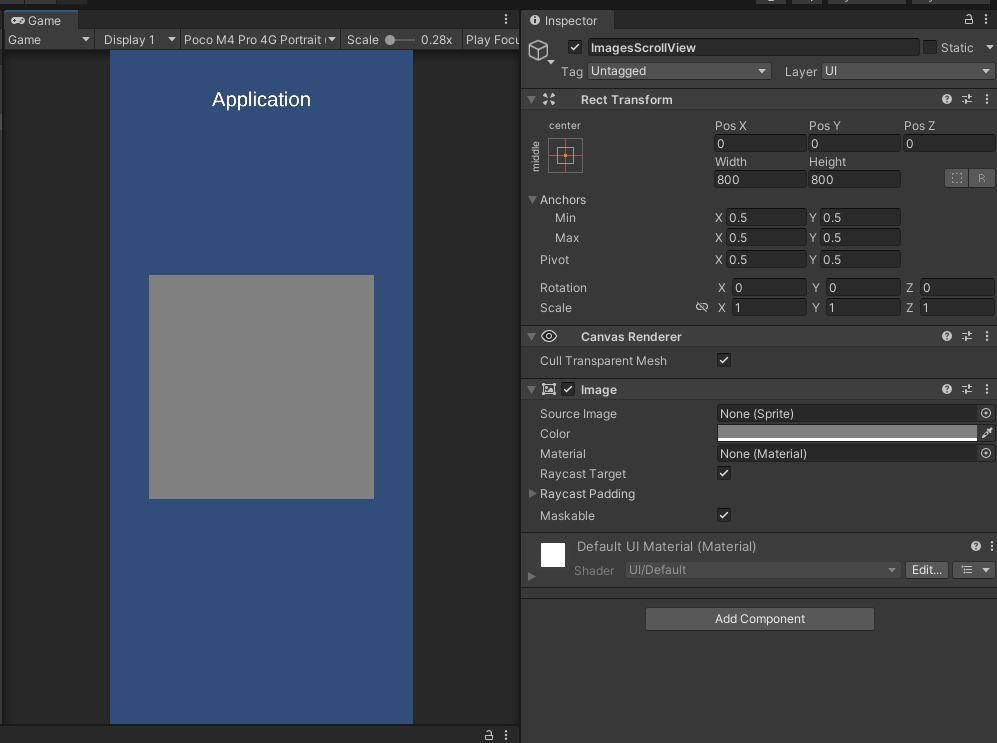 Game
Game
Display 1
Poco M4 Pro 4G Portrait
Scale
0.28x
Play Focu
Application
Inspector
ImagesScrollView
Static
Tag
Untagged
Layer
UI
Rect Transform
center
middle
Pos X
Pos Y
Pos Z
0
0
0
Width
Height
800
800
R
Anchors
Min
X 0.5
Y 0.5
Max
X 0.5
Y 0.5
Pivot
X 0.5
Y 0.5
Rotation
X 0
Y 0
Z 0
Scale
X 1
Y 1
Z 1
Canvas Renderer
Cull Transparent Mesh
Image
Source Image
None (Sprite)
Color
Material
None (Material)
Raycast Target
Raycast Padding
Maskable
Default UI Material (Material)
Shader
UI/Default
Edit...
Add Component